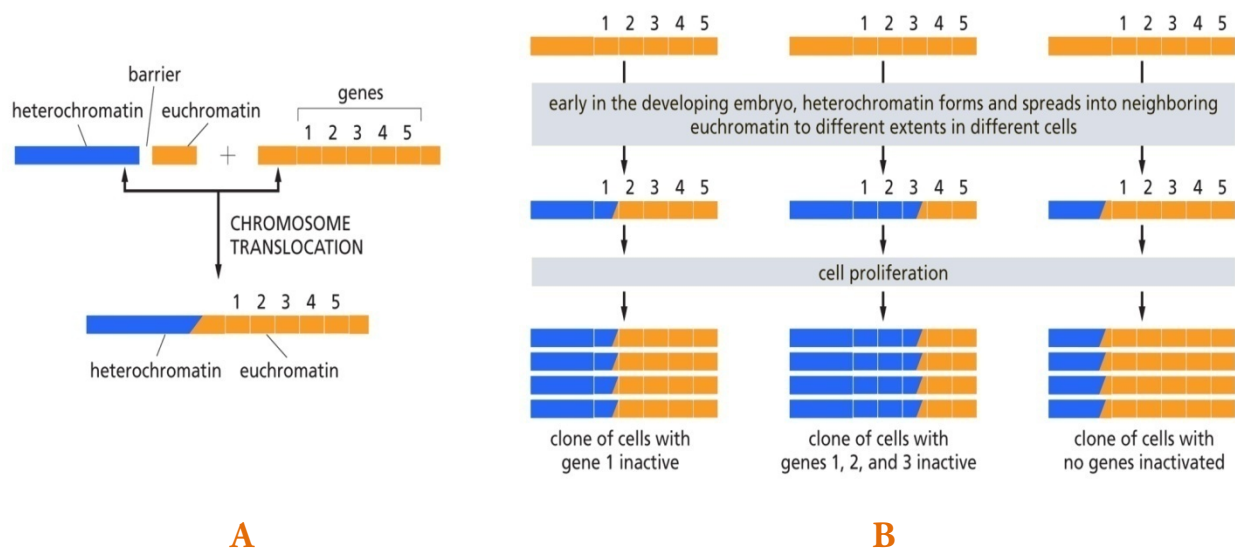 barrier
heterochromatin
euchromatin
genes
1 2 3 4 5
+
CHROMOSOME
TRANSLOCATION
1 2 3 4 5
heterochromatin
euchromatin
A
1 2 3 4 5
1 2 3 4 5
1 2 3 4 5
early in the developing embryo, heterochromatin forms and spreads into neighboring
euchromatin to different extents in different cells
1 2 3 4 5
1 2 3 4 5
1 2 3 4 5
cell proliferation
clone of cells with
gene 1 inactive
clone of cells with
genes 1, 2, and 3 inactive
clone of cells with
no genes inactivated
B